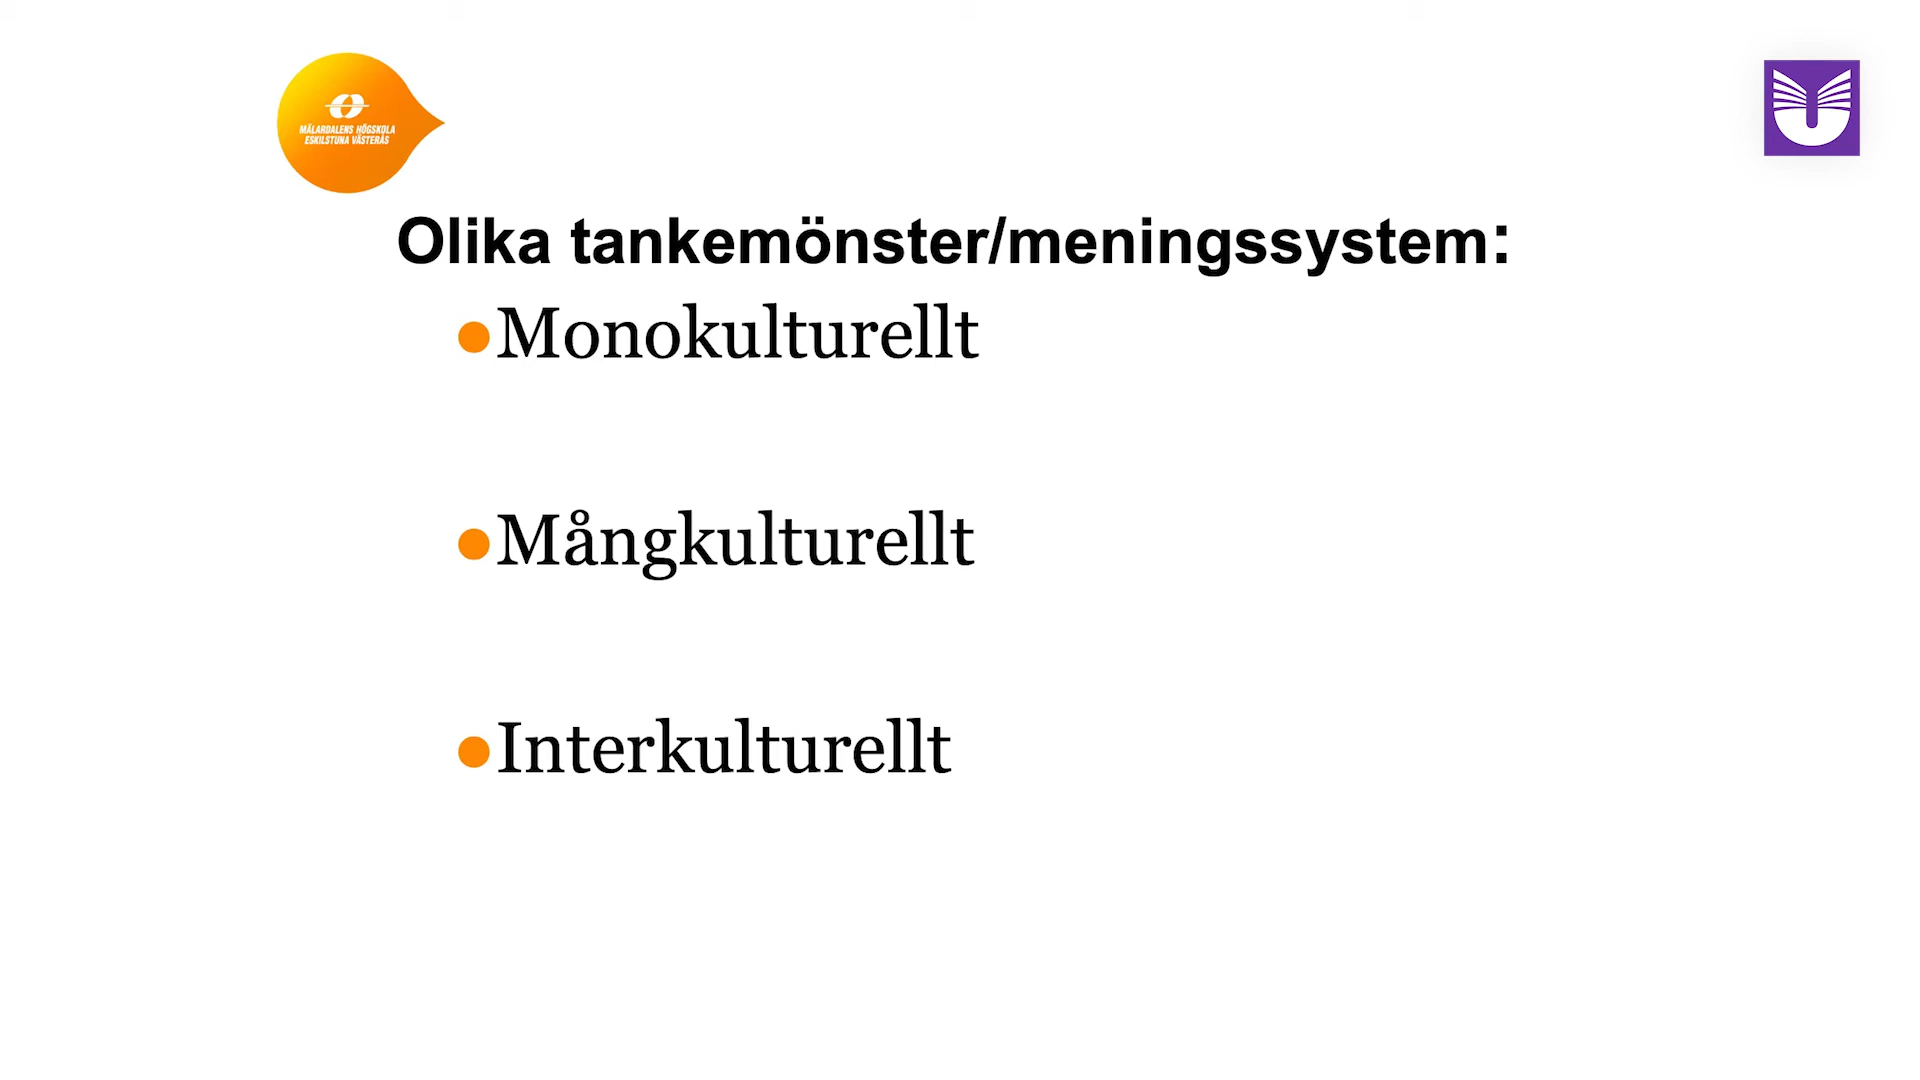 MÄLARDALENS HÖGSKOLA
ESKILSTUNA VÄSTERÅS
Olika tankemönster/meningssystem:
●Monokulturellt
●Mångkulturellt
●Interkulturellt